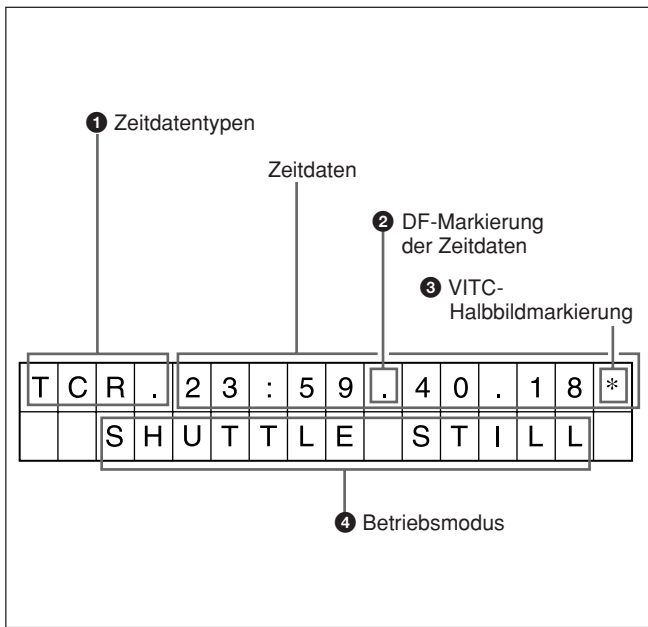 ❶ Zeitdatentypen
Zeitdaten
❷ DF-Markierung
der Zeitdaten
❸ VITC-
Halbbildmarkierung
TCR.23:59.40.18*
SHUTTLE STILL
❹ Betriebsmodus